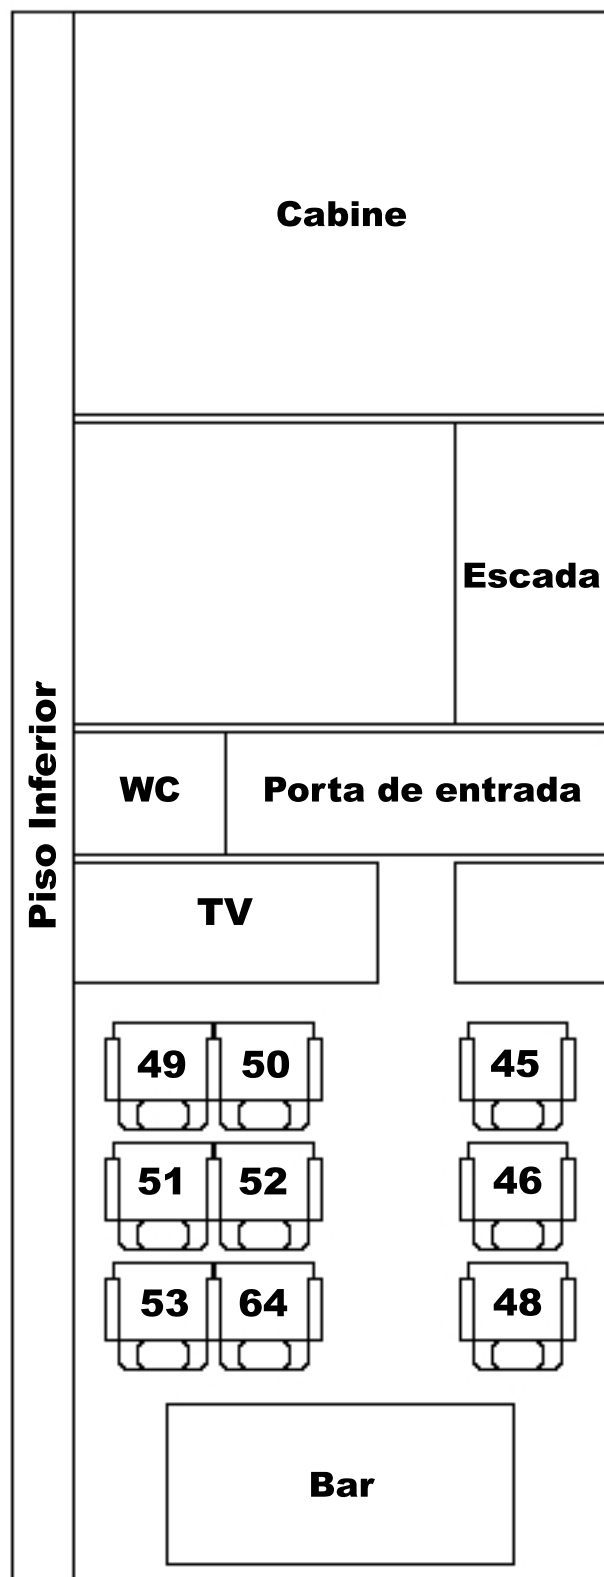 Cabine
Escada
Piso Inferior
WC
Porta de entrada
TV
49
50
45
51
52
46
53
64
48
Bar